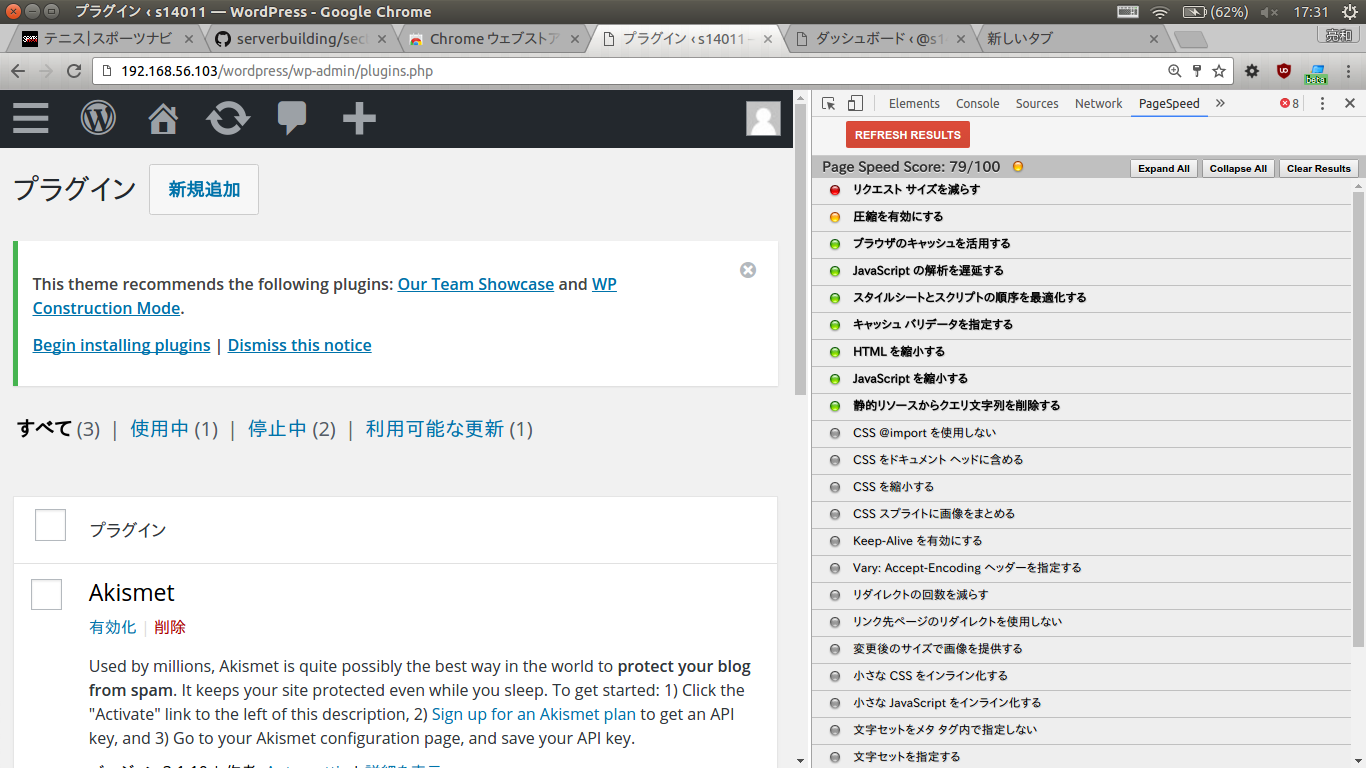 プラグイン ‹ s14011 — WordPress - Google Chrome
(62%)
17:31
テニス|スポーツナビ
serverbuilding/sec
Chrome ウェブストア
プラグイン ‹ s14011 –
ダッシュボード ‹ @s1
新しいタブ
亮和
192.168.56.103/wordpress/wp-admin/plugins.php
beta
Elements
Console
Sources
Network
PageSpeed
»
8
プラグイン
新規追加
This theme recommends the following plugins: Our Team Showcase and WP
Construction Mode.
Begin installing plugins | Dismiss this notice
すべて (3) | 使用中 (1) | 停止中 (2) | 利用可能な更新 (1)
プラグイン
Akismet
有効化 | 削除
Used by millions, Akismet is quite possibly the best way in the world to protect your blog
from spam. It keeps your site protected even while you sleep. To get started: 1) Click the
"Activate" link to the left of this description, 2) Sign up for an Akismet plan to get an API
key, and 3) Go to your Akismet configuration page, and save your API key.
REFRESH RESULTS
Page Speed Score: 79/100
Expand All
Collapse All
Clear Results
リクエスト サイズを減らす
圧縮を有効にする
ブラウザのキャッシュを活用する
JavaScript の解析を遅延する
スタイルシートとスクリプトの順序を最適化する
キャッシュ バリデータを指定する
HTML を縮小する
JavaScript を縮小する
静的リソースからクエリ文字列を削除する
CSS @import を使用しない
CSS をドキュメント ヘッドに含める
CSS を縮小する
CSS スプライトに画像をまとめる
Keep-Alive を有効にする
Vary: Accept-Encoding ヘッダーを指定する
リダイレクトの回数を減らす
リンク先ページのリダイレクトを使用しない
変更後のサイズで画像を提供する
小さな CSS をインライン化する
小さな JavaScript をインライン化する
文字セットをメタ タグ内で指定しない
文字セットを指定する